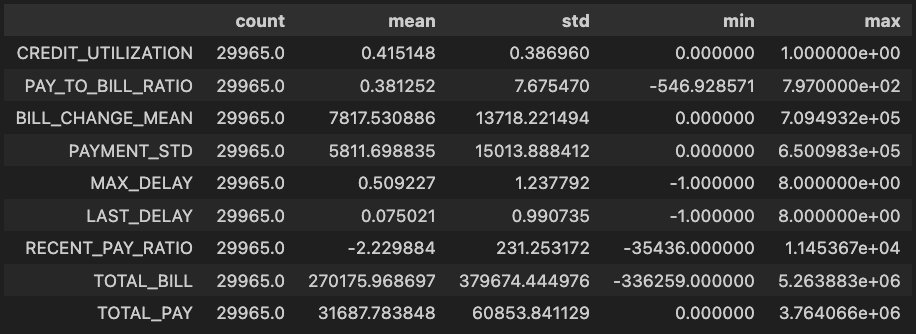 count mean std min max
CREDIT_UTILIZATION 29965.0 0.415148 0.386960 0.000000 1.000000e+00
PAY_TO_BILL_RATIO 29965.0 0.381252 7.675470 -546.928571 7.970000e+02
BILL_CHANGE_MEAN 29965.0 7817.530886 13718.221494 0.000000 7.094932e+05
PAYMENT_STD 29965.0 5811.698835 15013.888412 0.000000 6.500983e+05
MAX_DELAY 29965.0 0.509227 1.237792 -1.000000 8.000000e+00
LAST_DELAY 29965.0 0.075021 0.990735 -1.000000 8.000000e+00
RECENT_PAY_RATIO 29965.0 -2.229884 231.253172 -35436.000000 1.145367e+04
TOTAL_BILL 29965.0 270175.968697 379674.444976 -336259.000000 5.263883e+06
TOTAL_PAY 29965.0 31687.783848 60853.841129 0.000000 3.764066e+06